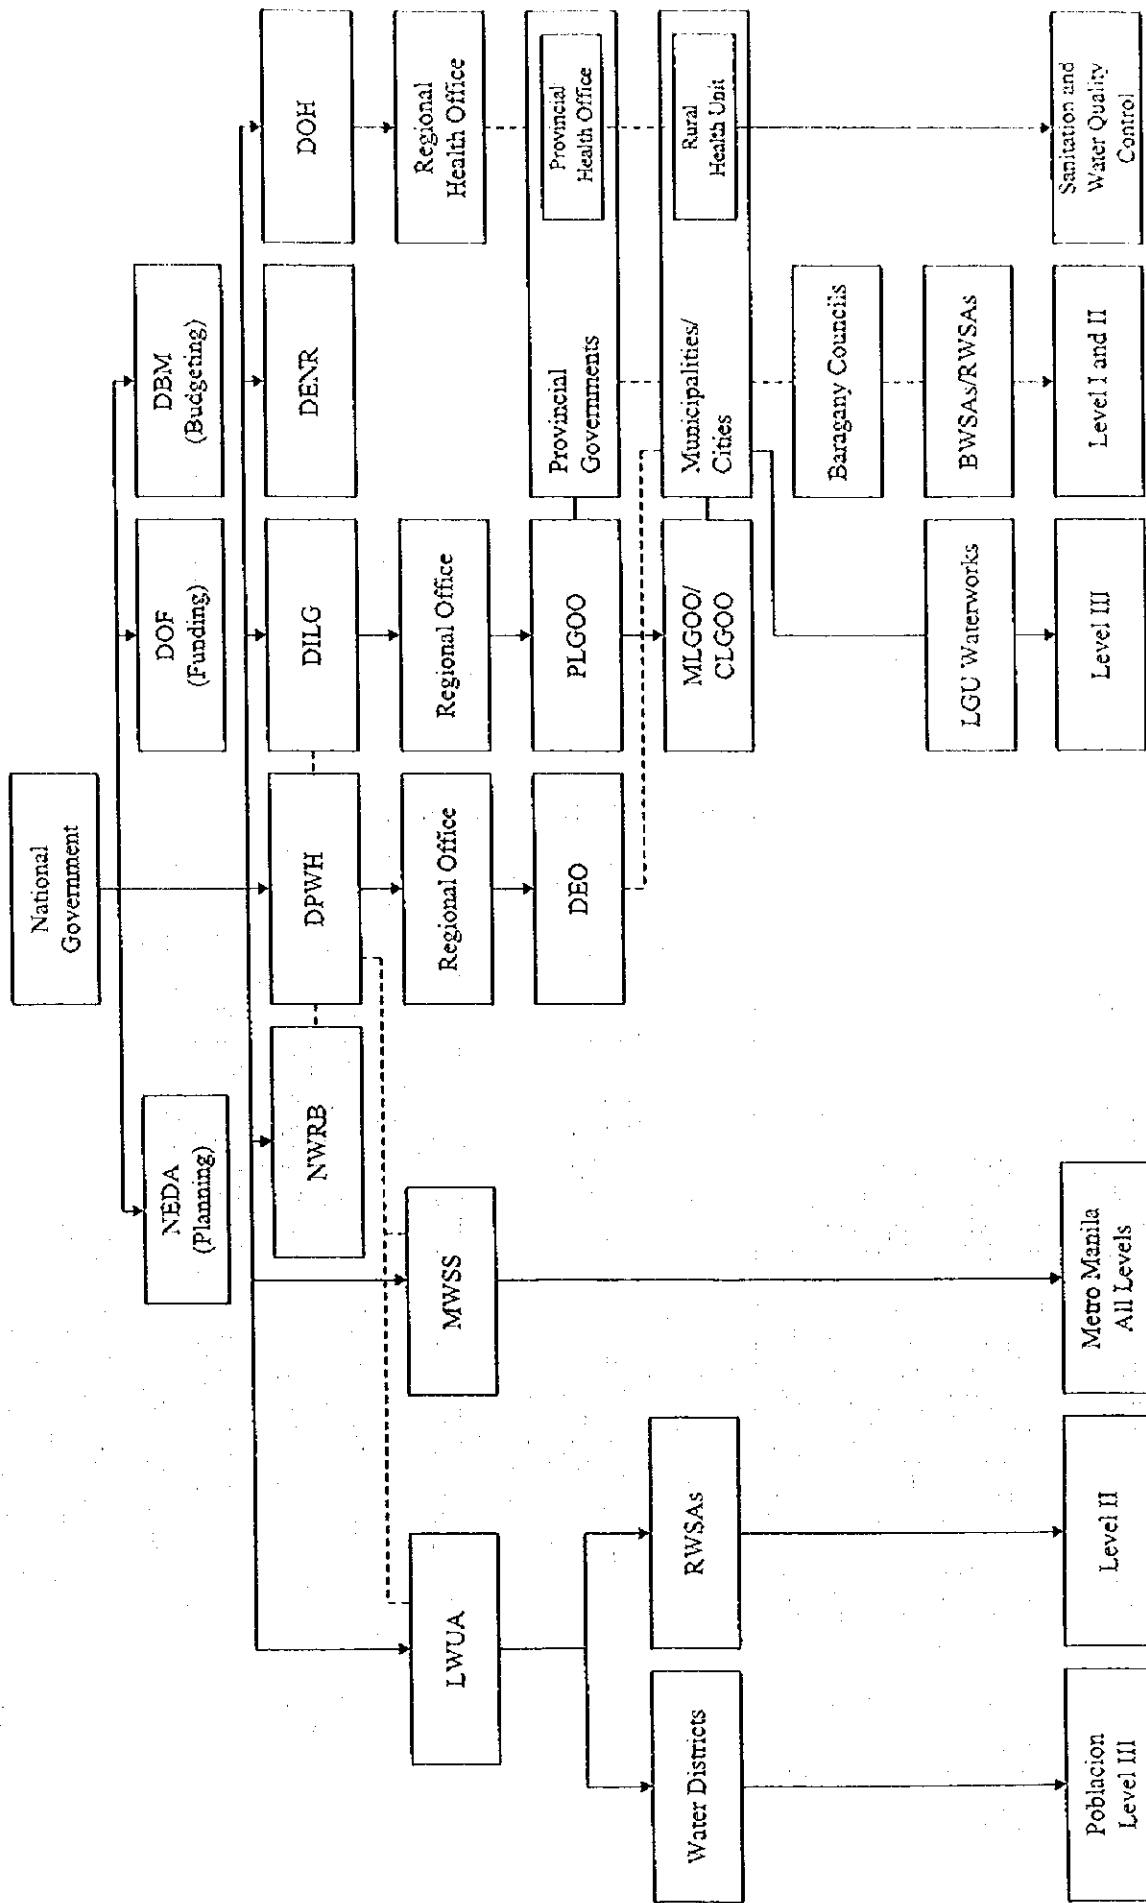 National
Government
NEDA
(Planning)
DOF
(Funding)
DBM
(Budgeting)
NWRB
DPWH
DILG
DENR
DOH
LWUA
MWSS
Regional Office
Regional Office
Regional
Health Office
DEO
PLGOO
Provincial
Governments
Provincial
Health Office
Water Districts
RWSAs
MLGOO/
CLGOO
Municipalities/
Cities
Rural
Health Unit
Baragany Councils
LGU Waterworks
BWSAs/RWSAs
Poblacion
Level III
Level II
Metro Manila
All Levels
Level III
Level I and II
Sanitation and
Water Quality
Control